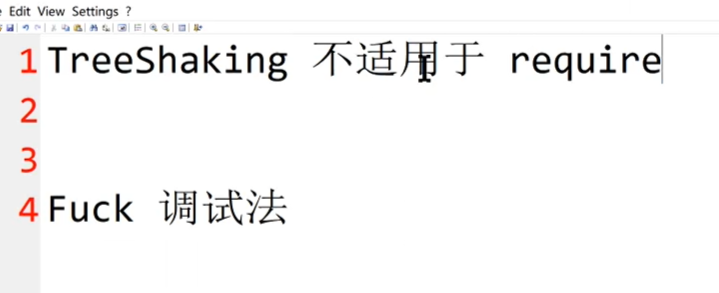 Edit View Settings ?
1 TreeShaking 不适用于 require
2
3
4 Fuck 调试法